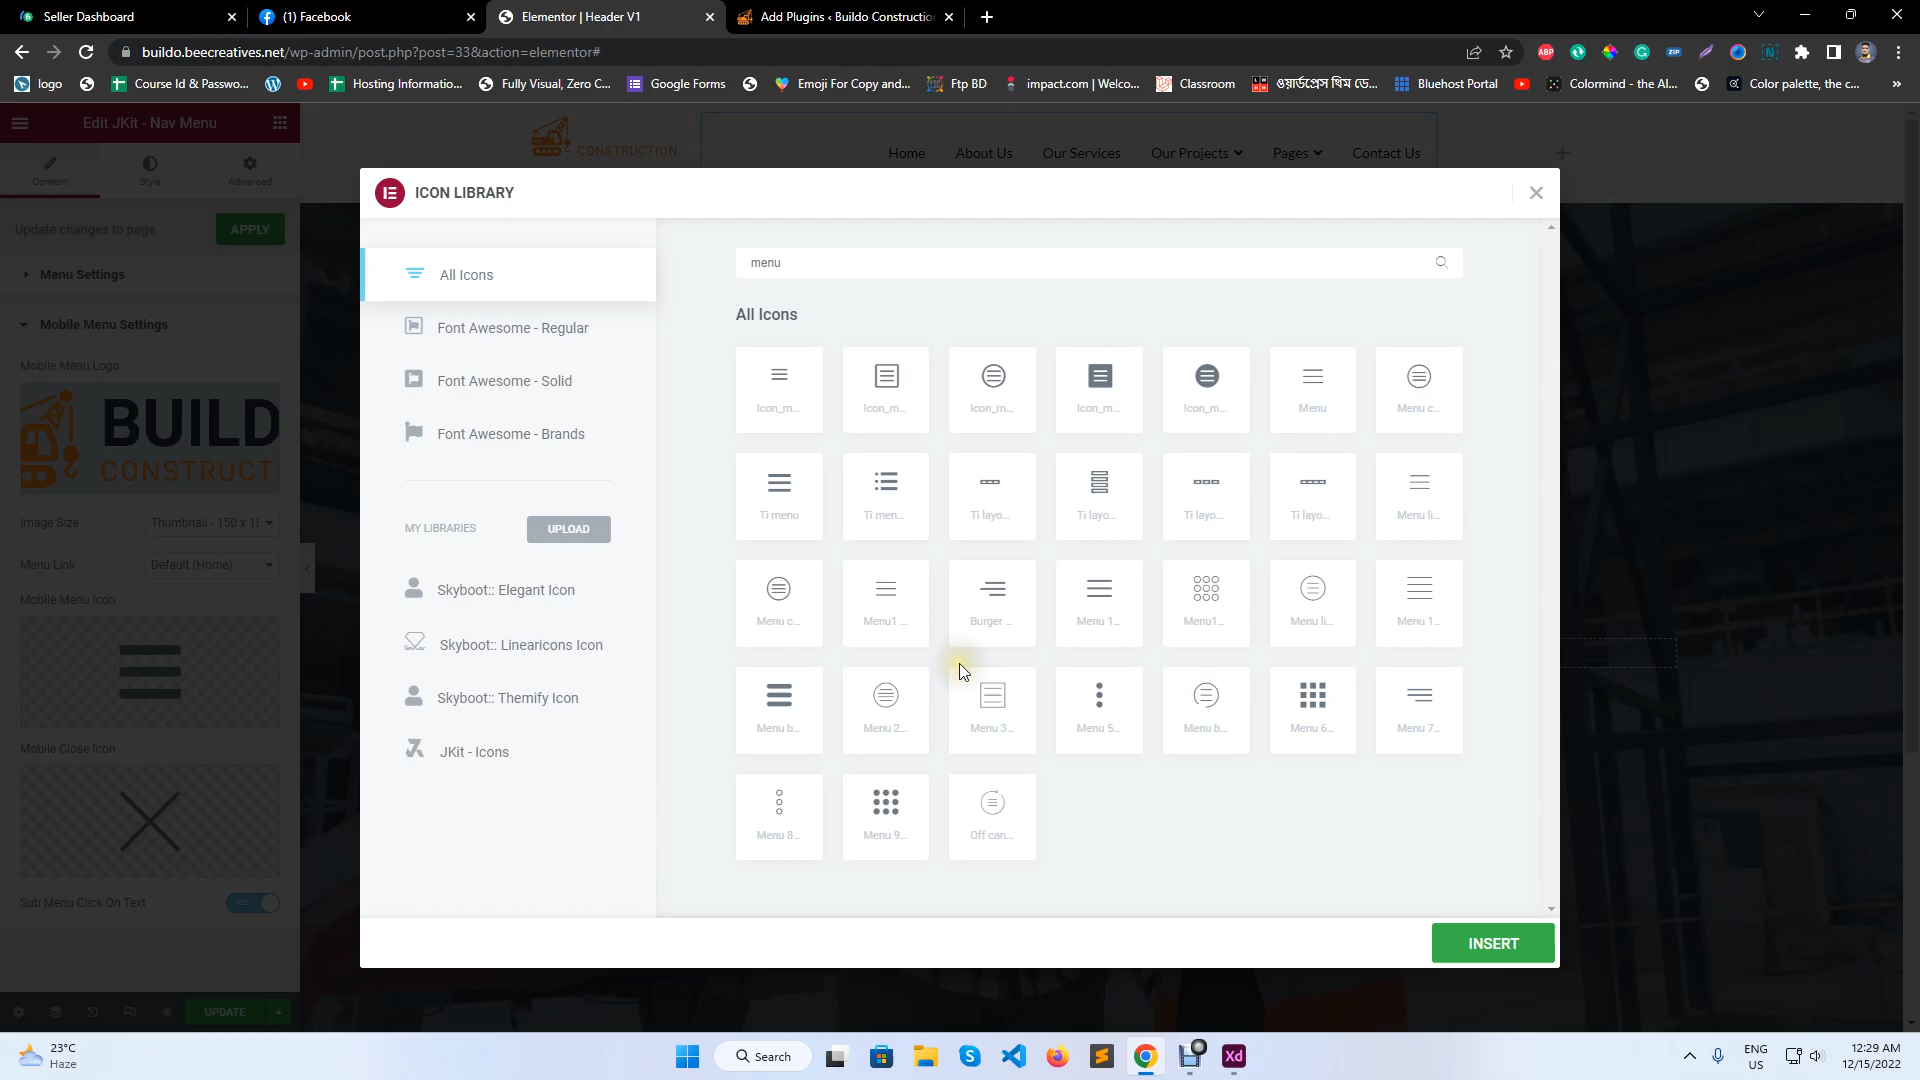 Seller Dashboard
(1) Facebook
Elementor | Header V1
Add Plugins ‹ Buildo Constructio
buildo.beecreatives.net/wp-admin/post.php?post=33&action=elementor#
logo
Course Id & Passwo...
Hosting Informatio...
Fully Visual, Zero C...
Google Forms
Emoji For Copy and...
Ftp BD
impact.com | Welco...
Classroom
ওয়ার্ডপ্রেস থিম ডে...
Bluehost Portal
Colormind - the AI...
Color palette, the c...
Edit JKit - Nav Menu
Content
Style
Advanced
Update changes to page
APPLY
Menu Settings
Mobile Menu Settings
Mobile Menu Logo
BUILD
CONSTRUCTI
Image Size
Thumbnail - 150 x 15
Menu Link
Default (Home)
Mobile Menu Icon
Mobile Close Icon
Sub Menu Click On Text
YES
UPDATE
CONSTRUCTION
Home
About Us
Our Services
Our Projects
Pages
Contact Us
ICON LIBRARY
All Icons
Font Awesome - Regular
Font Awesome - Solid
Font Awesome - Brands
MY LIBRARIES
UPLOAD
Skyboot:: Elegant Icon
Skyboot:: Linearicons Icon
Skyboot:: Themify Icon
JKit - Icons
menu
All Icons
Icon_m...
Icon_m...
Icon_m...
Icon_m...
Icon_m...
Menu
Menu c...
Ti menu
Ti men...
Ti layo...
Ti layo...
Ti layo...
Ti layo...
Menu li...
Menu c...
Menu1 ...
Burger ...
Menu 1...
Menu1...
Menu li...
Menu 1...
Menu b...
Menu 2...
Menu 3...
Menu 5...
Menu b...
Menu 6...
Menu 7...
Menu 8...
Menu 9...
Off can...
INSERT
23°C
Haze
Search
ENG
US
12:29 AM
12/15/2022